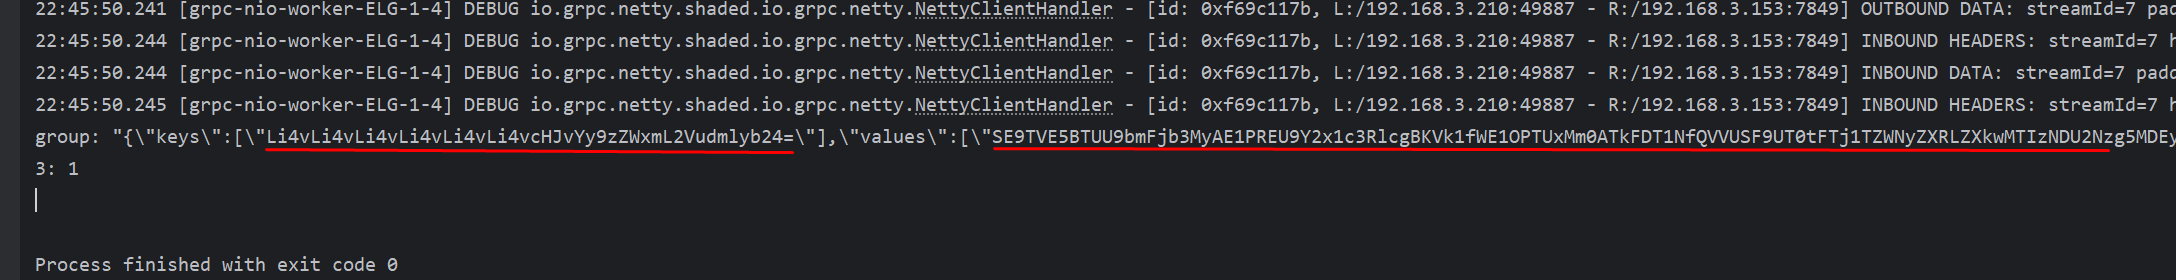 22:45:50.241 [grpc-nio-worker-ELG-1-4] DEBUG io.grpc.netty.shaded.io.grpc.netty.NettyClientHandler - [id: 0xf69c117b, L:/192.168.3.210:49887 - R:/192.168.3.153:7849] OUTBOUND DATA: streamId=7 pad
22:45:50.244 [grpc-nio-worker-ELG-1-4] DEBUG io.grpc.netty.shaded.io.grpc.netty.NettyClientHandler - [id: 0xf69c117b, L:/192.168.3.210:49887 - R:/192.168.3.153:7849] INBOUND HEADERS: streamId=7 h
22:45:50.244 [grpc-nio-worker-ELG-1-4] DEBUG io.grpc.netty.shaded.io.grpc.netty.NettyClientHandler - [id: 0xf69c117b, L:/192.168.3.210:49887 - R:/192.168.3.153:7849] INBOUND DATA: streamId=7 padd
22:45:50.245 [grpc-nio-worker-ELG-1-4] DEBUG io.grpc.netty.shaded.io.grpc.netty.NettyClientHandler - [id: 0xf69c117b, L:/192.168.3.210:49887 - R:/192.168.3.153:7849] INBOUND HEADERS: streamId=7 h
group: "{\"keys\":[\"Li4vLi4vLi4vLi4vLi4vLi4vcHJvYy9zZWxmL2Vudmlyb24=\"],\"values\":[\"SE9TVE5BTUU9bmFjb3MyAE1PREU9Y2x1c3RlcgBKVk1fWE1OPTUxMm0ATkFDT1NfQVVUSF9UT0tFTj1TZWNyZXRLZXkwMTIzNDU2Nzg5MDEy
3: 1
Process finished with exit code 0